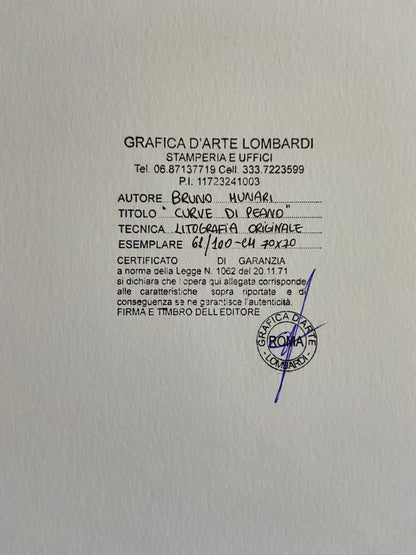 GRAFICA D'ARTE LOMBARDI
STAMPERIA E UFFICI
Tel. 06.87137719 Cell. 333.7223599
P.I. 11723241003
AUTORE BRUNO MUNARI
TITOLO "CURVE DI PEANO"
TECNICA LITOGRAFIA ORIGINALE
ESEMPLARE 61/100-CM 70X70
CERTIFICATO DI GARANZIA
a norma della Legge N. 1062 del 20.11.71
si dichiara che l'opera qui allegata corrisponde
alle caratteristiche sopra riportate e di
conseguenza se ne garantisce l'autenticità.
FIRMA E TIMBRO DELL'EDITORE
GRAFICA D'ARTE
ROMA
- LOMBARDI -